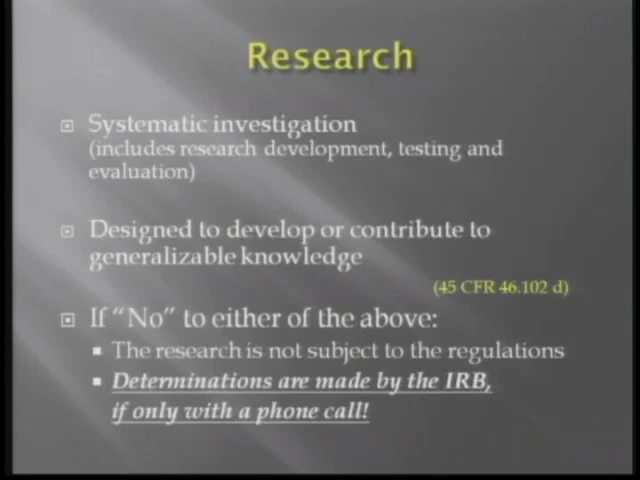 Research
Systematic investigation
(includes research development, testing and
evaluation)
Designed to develop or contribute to
generalizable knowledge
(45 CFR 46.102 d)
If “No” to either of the above:
The research is not subject to the regulations
Determinations are made by the IRB,
if only with a phone call!